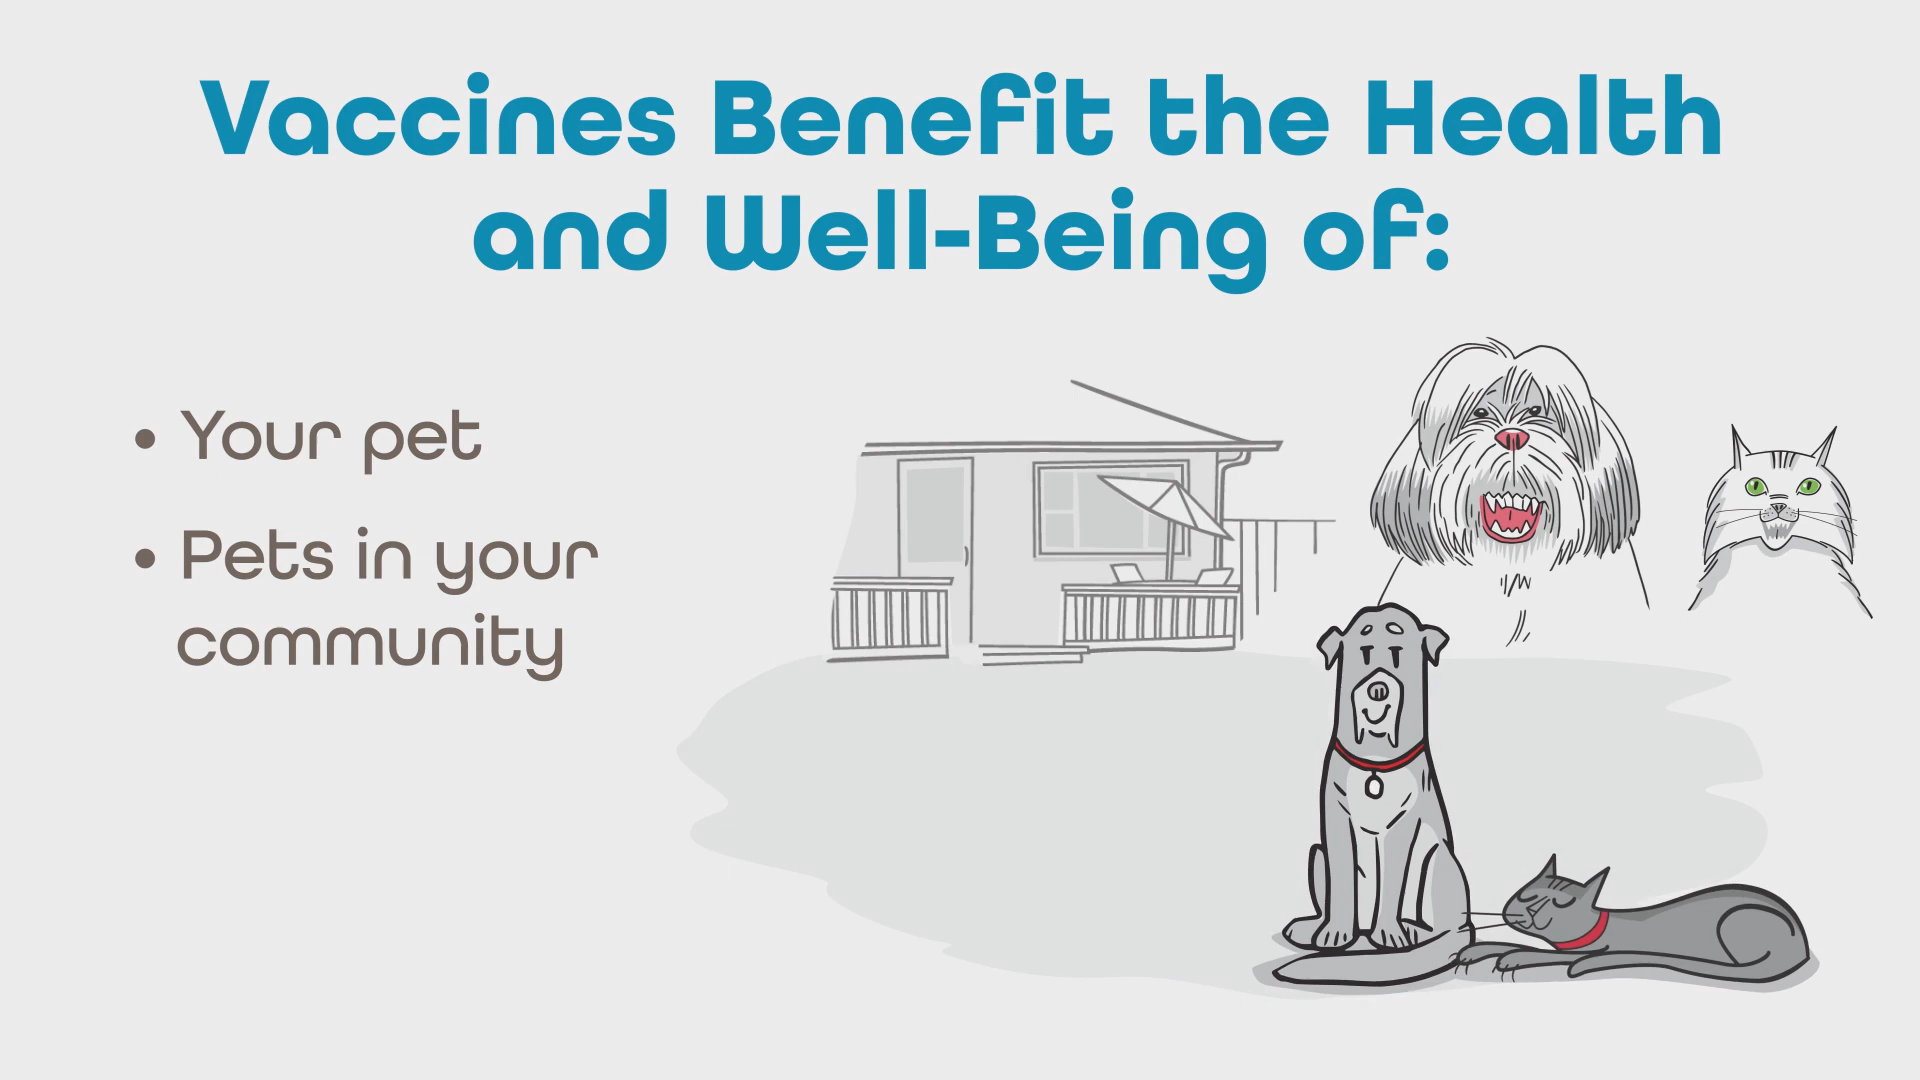 Vaccines Benefit the Health
and Well-Being of:
• Your pet
• Pets in your
community